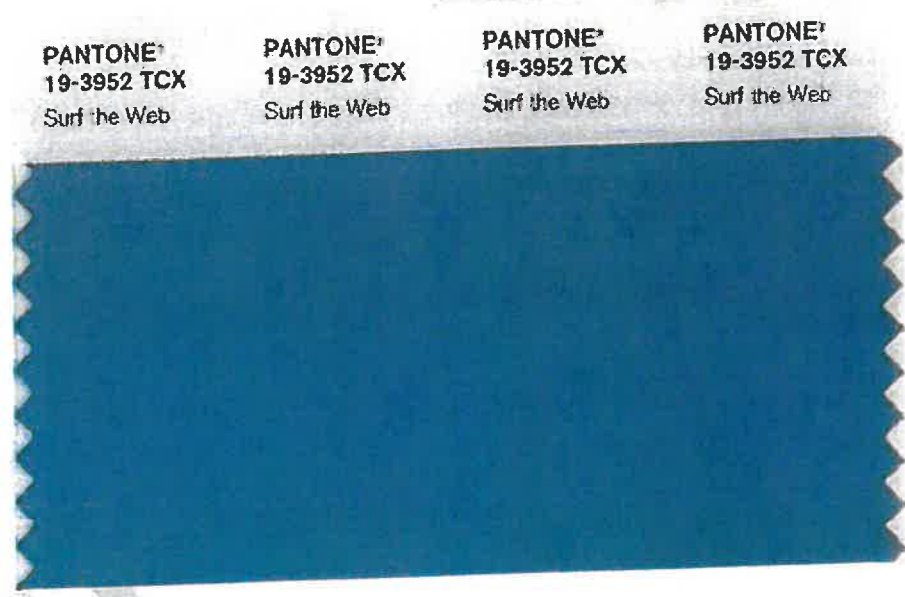 PANTONE® PANTONE® PANTONE® PANTONE®
19-3952 TCX 19-3952 TCX 19-3952 TCX 19-3952 TCX
Surf the Web Surf the Web Surf the Web Surf the Web